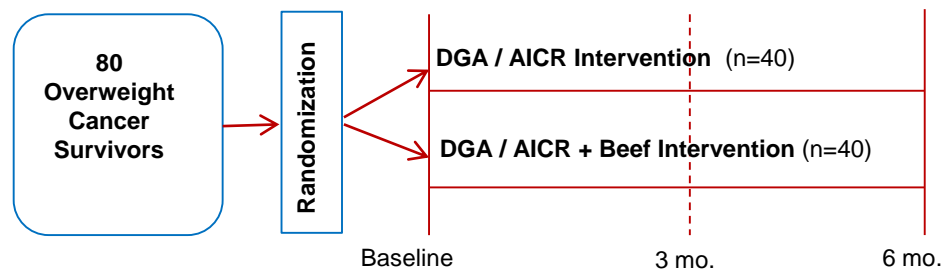 80
Overweight
Cancer
Survivors
Randomization
DGA / AICR Intervention (n=40)
DGA / AICR + Beef Intervention (n=40)
Baseline
3 mo.
6 mo.